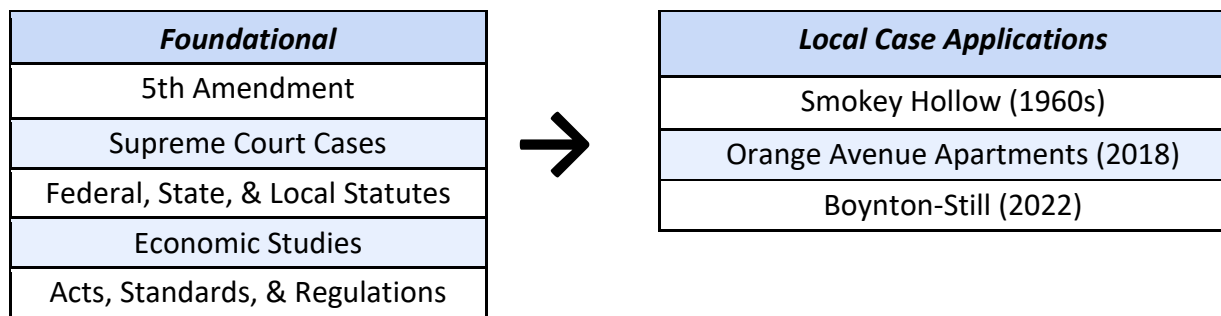 Foundational
5th Amendment
Supreme Court Cases
Federal, State, & Local Statutes
Economic Studies
Acts, Standards, & Regulations
Local Case Applications
Smokey Hollow (1960s)
Orange Avenue Apartments (2018)
Boynton-Still (2022)